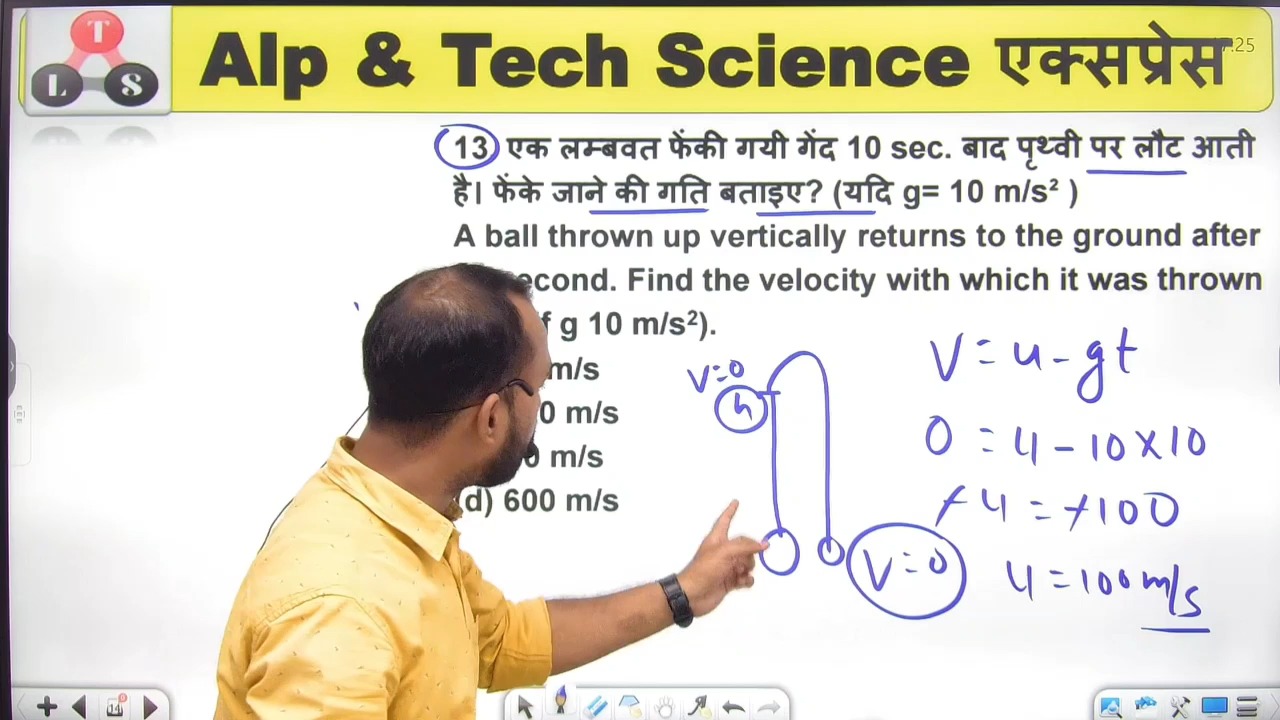 T
L S
Alp & Tech Science एक्सप्रेस
:25
13 एक लम्बवत फेंकी गयी गेंद 10 sec. बाद पृथ्वी पर लौट आती
है। फेंके जाने की गति बताइए? (यदि g= 10 m/s² )
A ball thrown up vertically returns to the ground after
econd. Find the velocity with which it was thrown
f g 10 m/s²).
m/s
0 m/s
0 m/s
(d) 600 m/s
V=0
h
V=0
V = u - gt
0 = u - 10 × 10
- u = - 100
u = 100 m/s
14